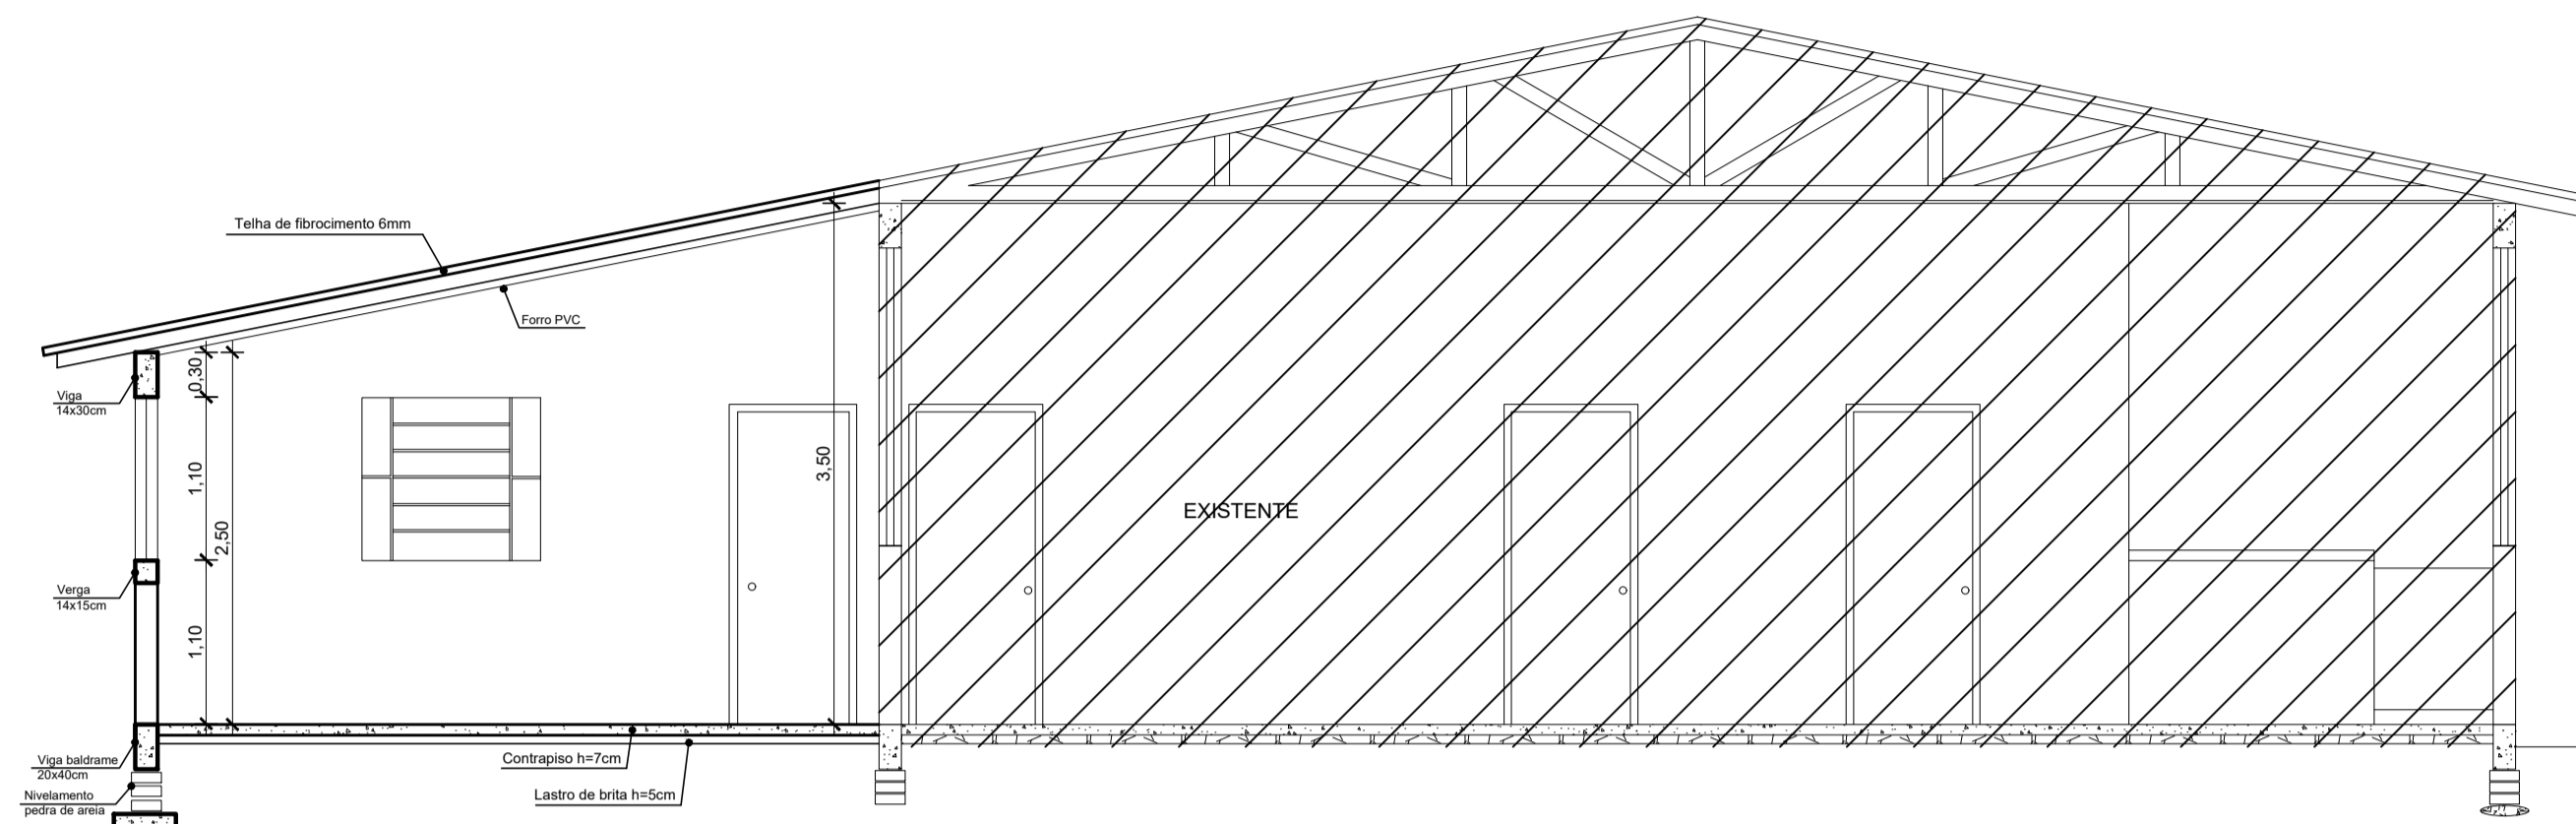 Telha de fibrocimento 6mm
Forro PVC
0,30
Viga
14x30cm
1,10
2,50
3,50
EXISTENTE
Verga
14x15cm
1,10
Viga baldrame
20x40cm
Contrapiso h=7cm
Nivelamento
pedra de areia
Lastro de brita h=5cm